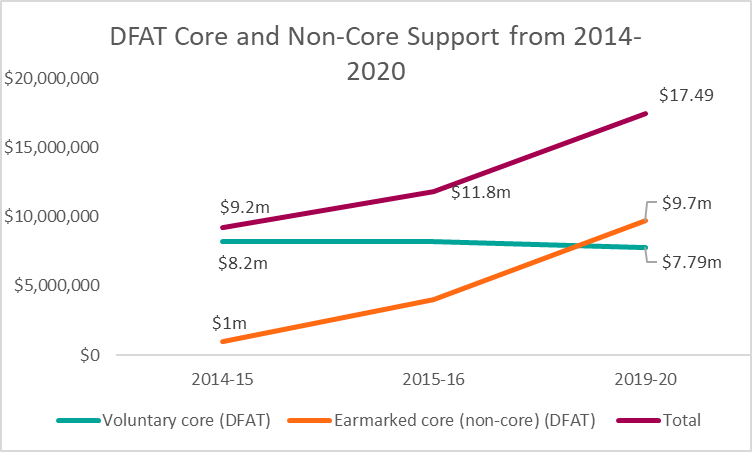 DFAT Core and Non-Core Support from 2014-
2020
$20,000,000
$15,000,000
$10,000,000
$5,000,000
$0
$17.49
$9.2m
$11.8m
$9.7m
$8.2m
$7.79m
$1m
2014-15
2015-16
2019-20
Voluntary core (DFAT)
Earmarked core (non-core) (DFAT)
Total